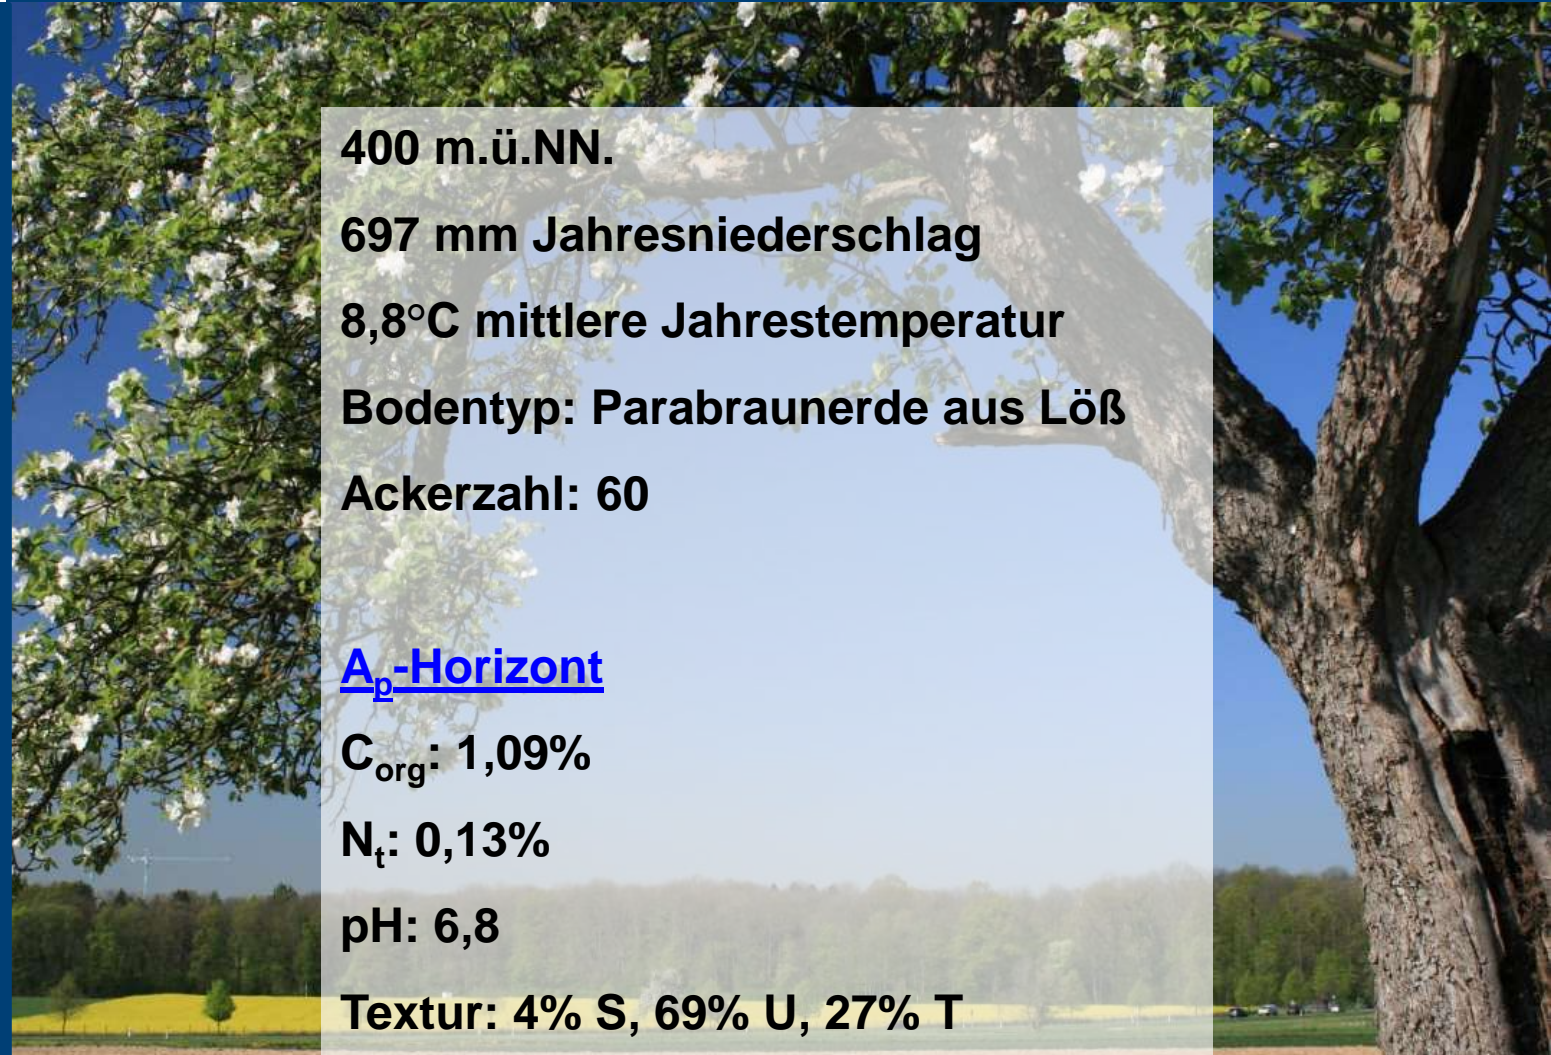 400 m.ü.NN.
697 mm Jahresniederschlag
8,8°C mittlere Jahrestemperatur
Bodentyp: Parabraunerde aus Löß
Ackerzahl: 60
Ap-Horizont
Corg: 1,09%
Nt: 0,13%
pH: 6,8
Textur: 4% S, 69% U, 27% T